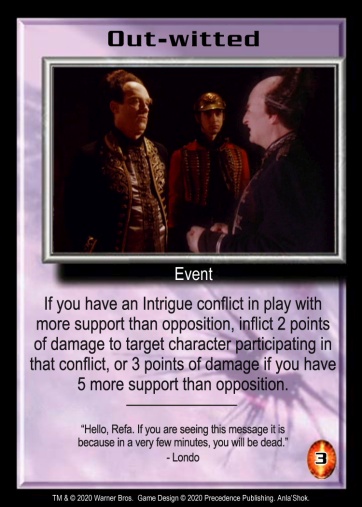 Out-witted
Event
If you have an Intrigue conflict in play with
more support than opposition, inflict 2 points
of damage to target character participating in
that conflict, or 3 points of damage if you have
5 more support than opposition.
“Hello, Refa. If you are seeing this message it is
because in a very few minutes, you will be dead.”
- Londo
3
TM & © 2020 Warner Bros. Game Design © 2020 Precedence Publishing. Anla’Shok.